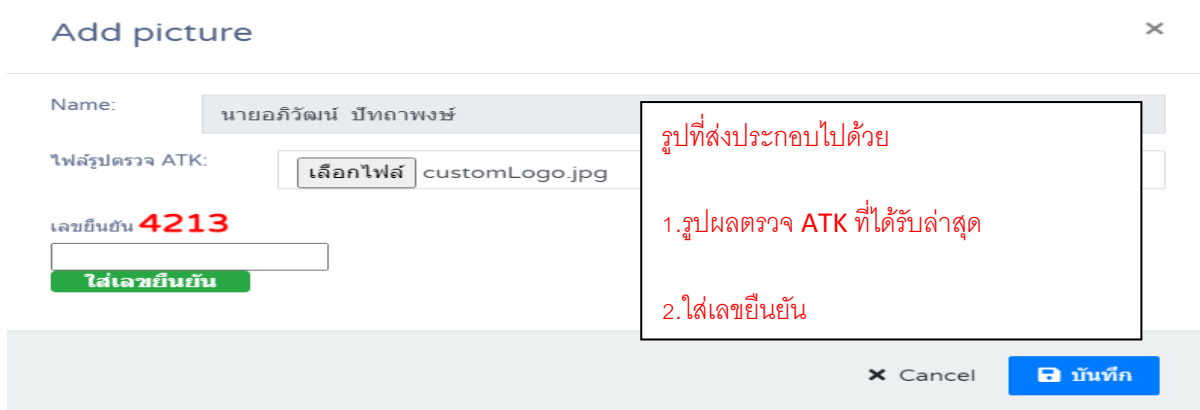 Add picture
×
Name:
นายอภิวัฒน์ ปัทถาพงษ์
ไฟล์รูปตรวจ ATK:
เลือกไฟล์ customLogo.jpg
เลขยืนยัน 4213
ใส่เลขยืนยัน
รูปที่ส่งประกอบไปด้วย
1.รูปผลตรวจ ATK ที่ได้รับล่าสุด
2.ใส่เลขยืนยัน
× Cancel
บันทึก